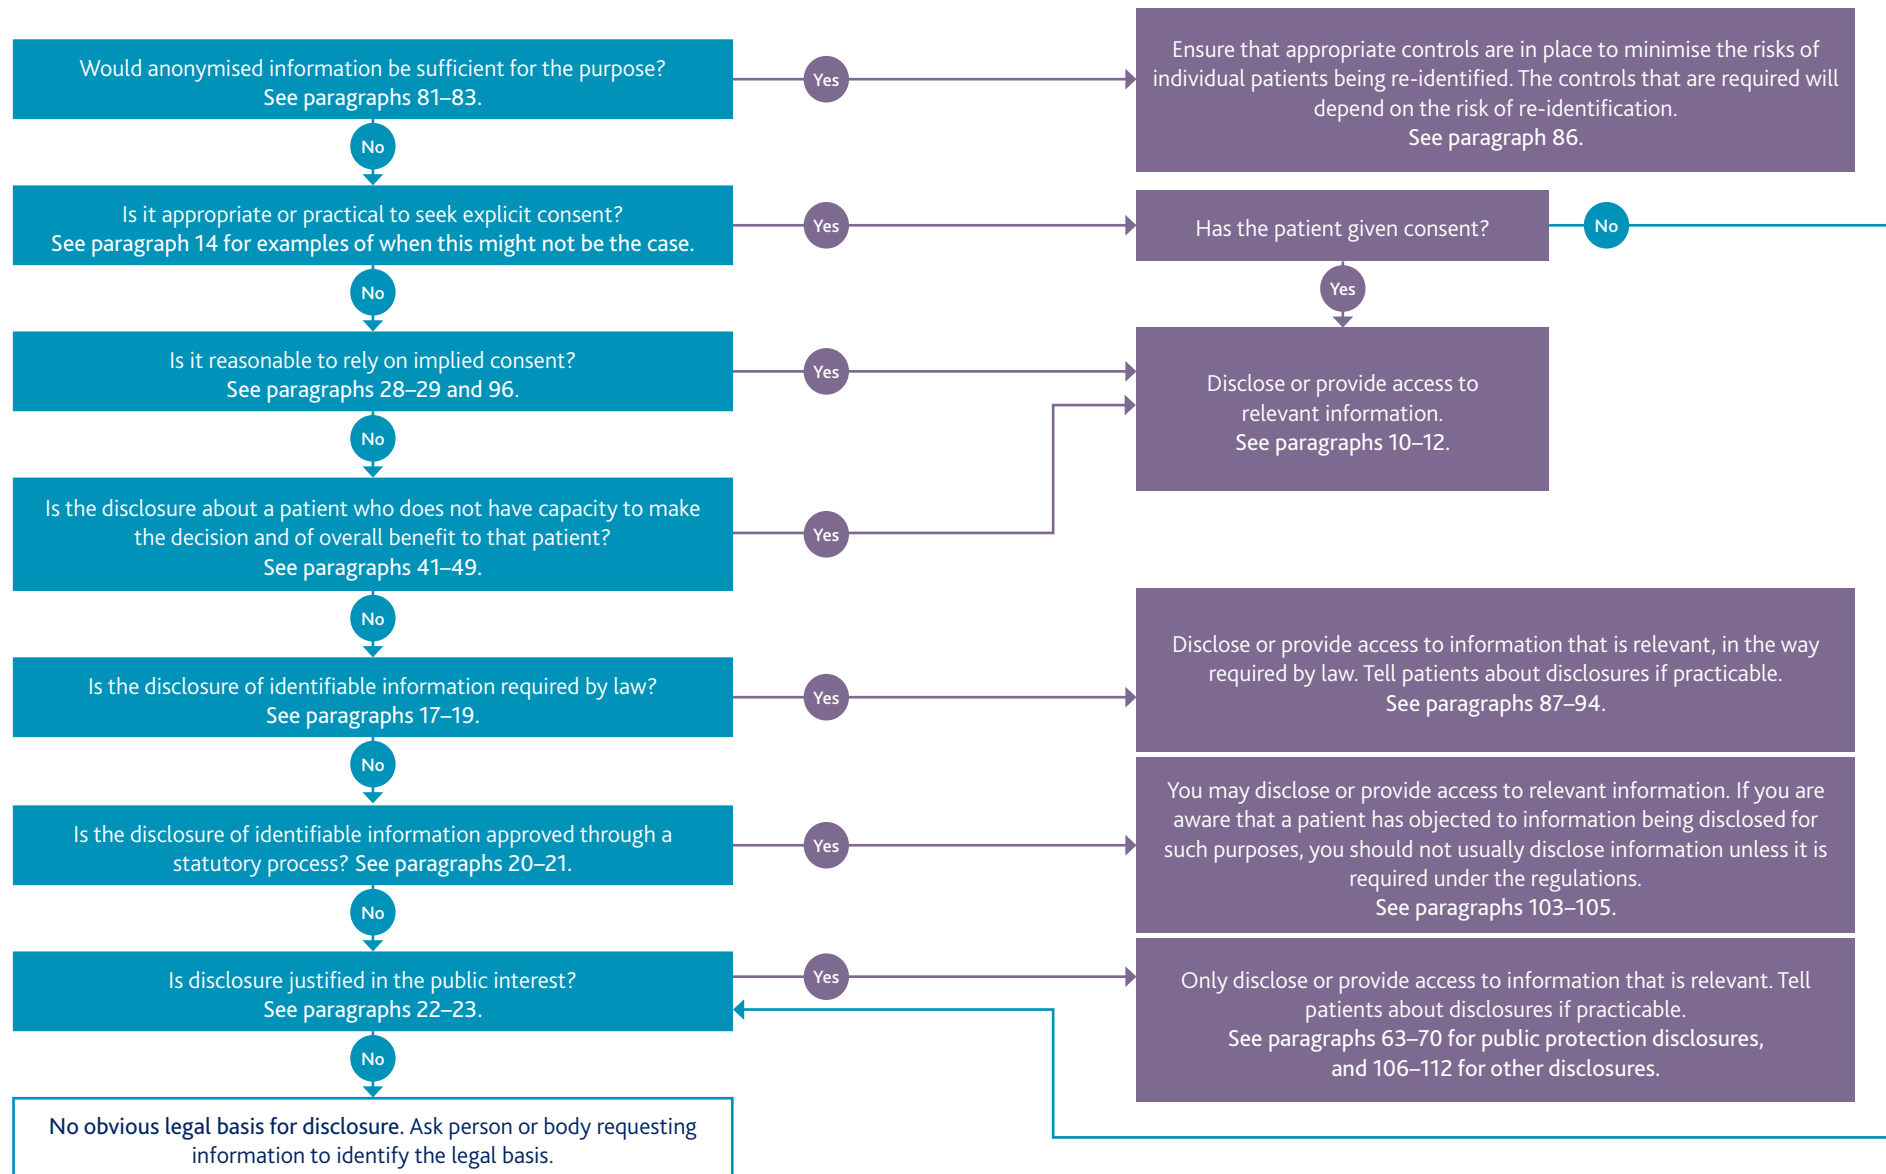 Would anonymised information be sufficient for the purpose?
See paragraphs 81–83.
Yes
Ensure that appropriate controls are in place to minimise the risks of
individual patients being re-identified. The controls that are required will
depend on the risk of re-identification.
See paragraph 86.
No
Is it appropriate or practical to seek explicit consent?
See paragraph 14 for examples of when this might not be the case.
Yes
Has the patient given consent?
No
Yes
No
Is it reasonable to rely on implied consent?
See paragraphs 28–29 and 96.
Yes
Disclose or provide access to
relevant information.
See paragraphs 10–12.
No
Is the disclosure about a patient who does not have capacity to make
the decision and of overall benefit to that patient?
See paragraphs 41–49.
Yes
No
Is the disclosure of identifiable information required by law?
See paragraphs 17–19.
Yes
Disclose or provide access to information that is relevant, in the way
required by law. Tell patients about disclosures if practicable.
See paragraphs 87–94.
No
Is the disclosure of identifiable information approved through a
statutory process? See paragraphs 20–21.
Yes
You may disclose or provide access to relevant information. If you are
aware that a patient has objected to information being disclosed for
such purposes, you should not usually disclose information unless it is
required under the regulations.
See paragraphs 103–105.
No
Is disclosure justified in the public interest?
See paragraphs 22–23.
Yes
Only disclose or provide access to information that is relevant. Tell
patients about disclosures if practicable.
See paragraphs 63–70 for public protection disclosures,
and 106–112 for other disclosures.
No
No obvious legal basis for disclosure. Ask person or body requesting
information to identify the legal basis.